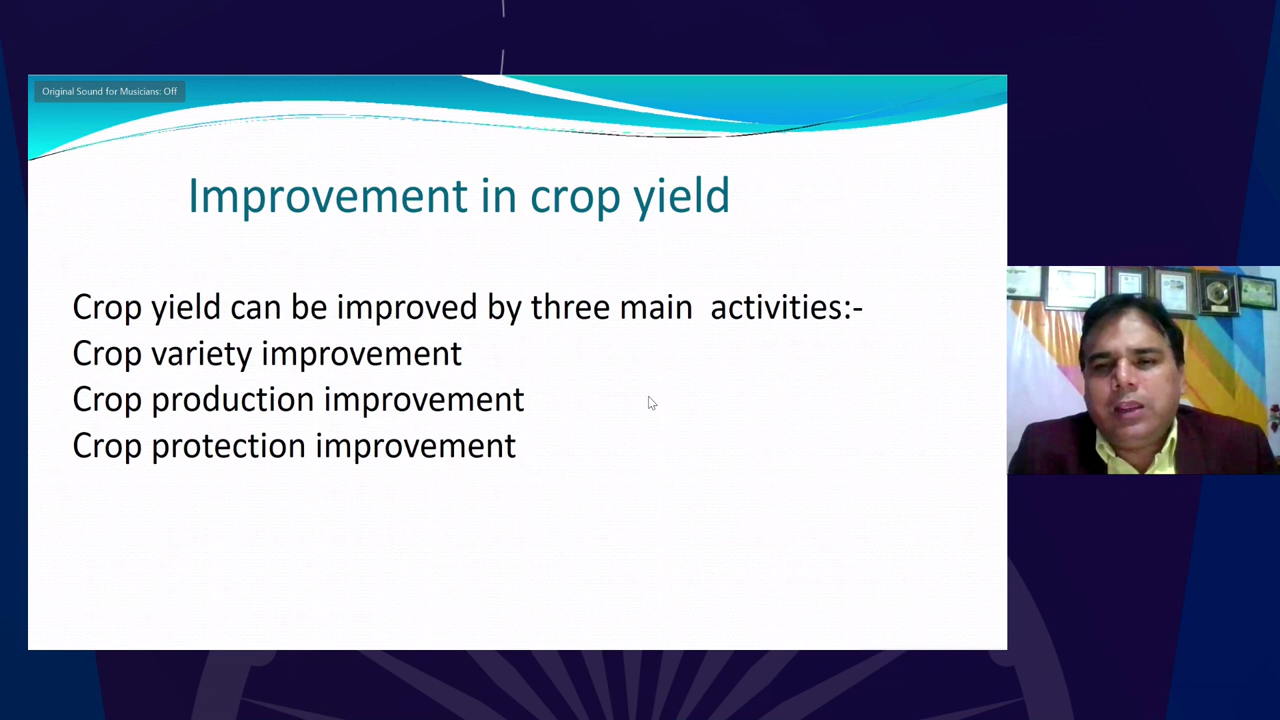 Original Sound for Musicians: Off
Improvement in crop yield
Crop yield can be improved by three main activities:-
Crop variety improvement
Crop production improvement
Crop protection improvement